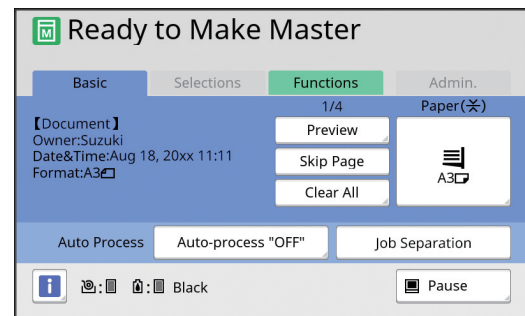 Ready to Make Master
Basic Selections Functions Admin.
1/4 Paper(⚹)
【Document】
Owner:Suzuki
Date&Time:Aug 18, 20xx 11:11
Format:A3
Preview
Skip Page
Clear All
A3
Auto Process Auto-process "OFF" Job Separation
i : : Black Pause